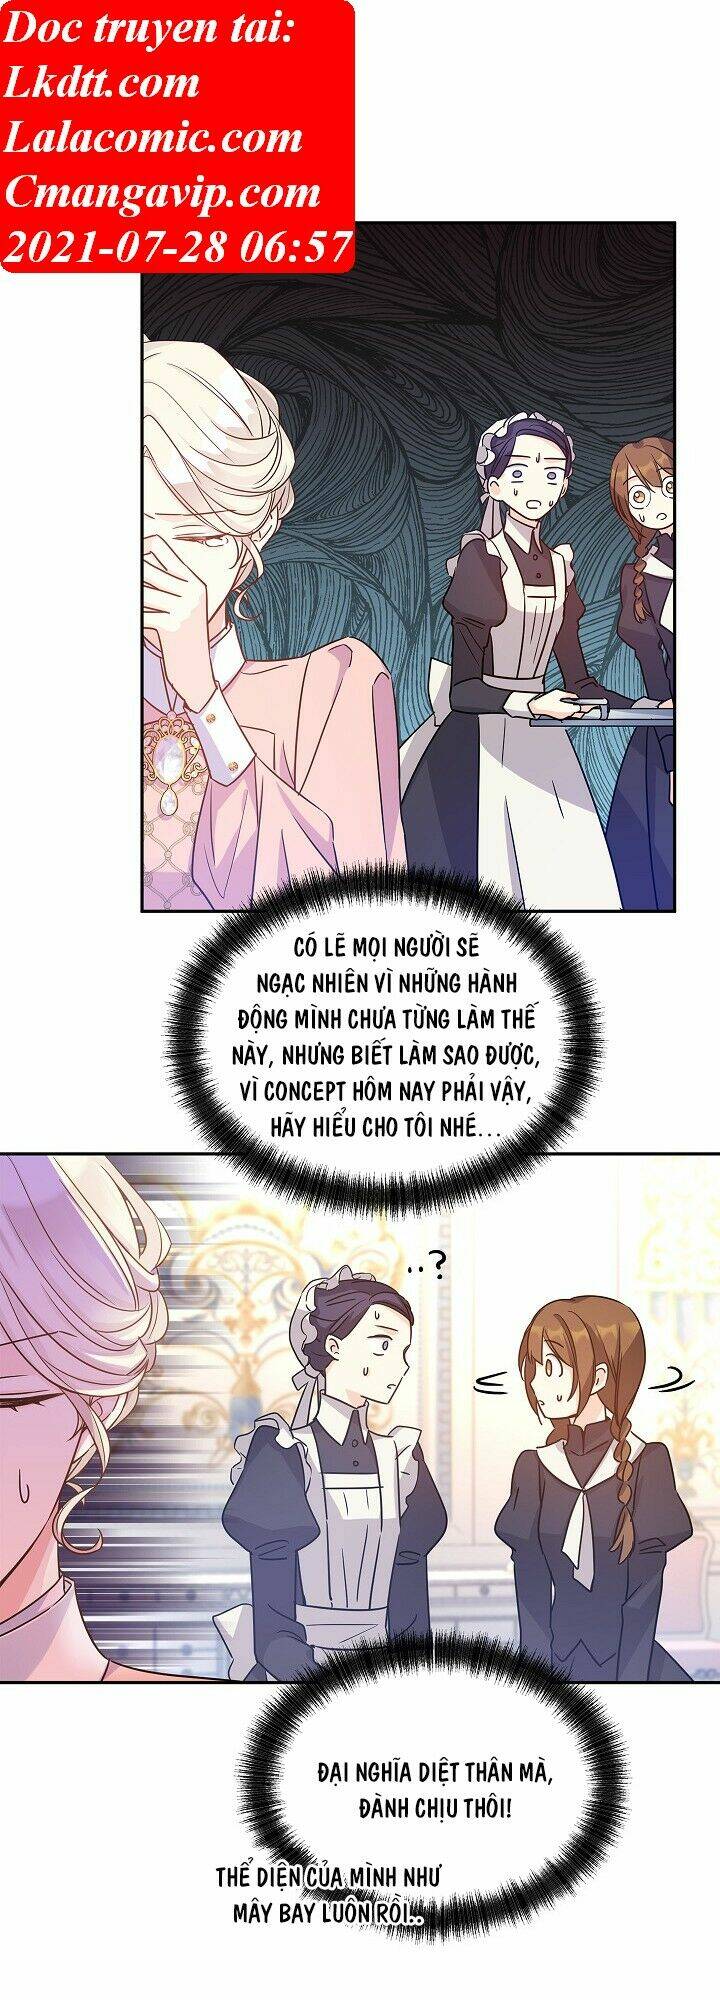 Doc truyen tai:
Lkdtt.com
Lalacomic.com
Cmangavip.com
2021-07-28 06:57
CÓ LẼ MỌI NGƯỜI SẼ
NGẠC NHIÊN VÌ NHỮNG HÀNH
ĐỘNG MÌNH CHƯA TỪNG LÀM THẾ
NÀY, NHƯNG BIẾT LÀM SAO ĐƯỢC,
VÌ CONCEPT HÔM NAY PHẢI VẬY,
HÃY HIỂU CHO TÔI NHÉ...
..?
ĐẠI NGHĨA DIỆT THÂN MÀ,
ĐÀNH CHỊU THÔI!
THỂ DIỆN CỦA MÌNH NHƯ
MÂY BAY LUÔN RỒI..